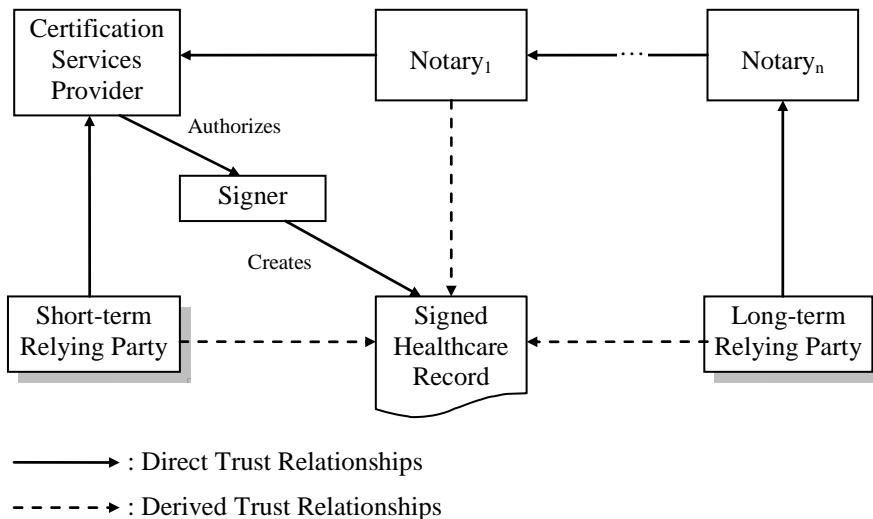 Certification
Services
Provider
Notary₁
...
Notaryₙ
Authorizes
Signer
Creates
Short-term
Relying Party
Signed
Healthcare
Record
Long-term
Relying Party
: Direct Trust Relationships
: Derived Trust Relationships